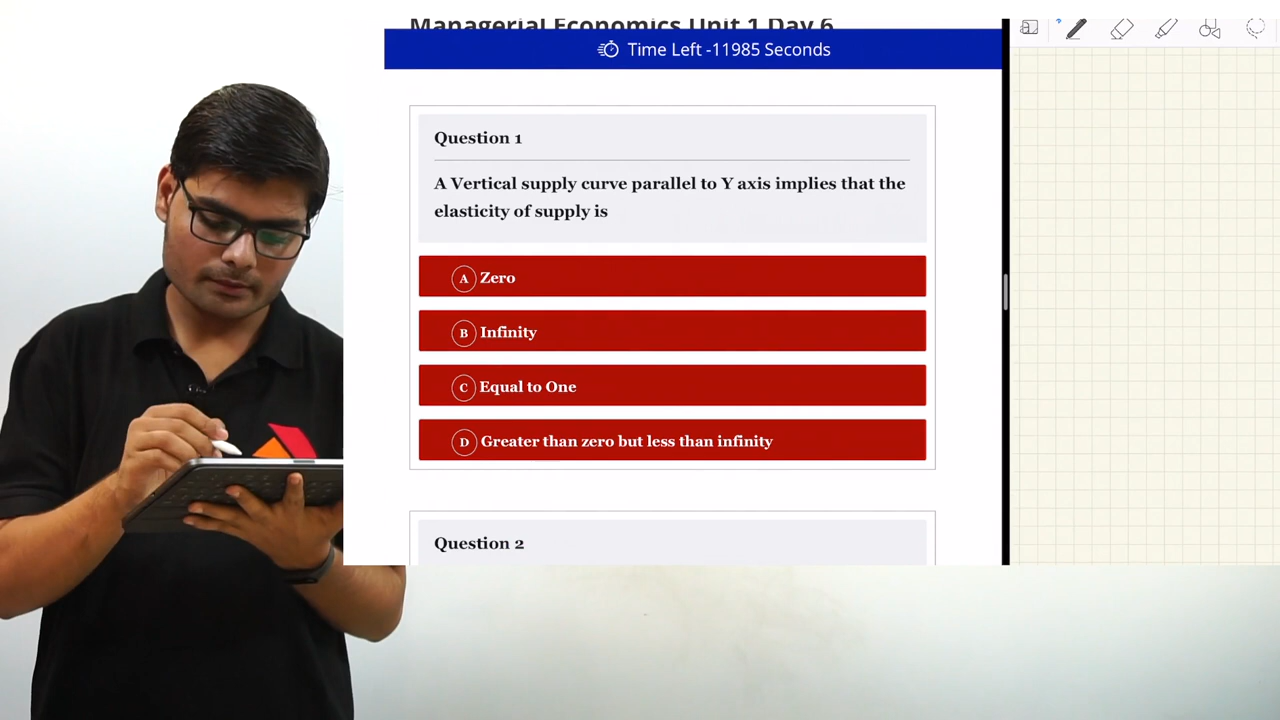 Managerial Economics Unit 1 Day 6
Time Left -11985 Seconds
Question 1
A Vertical supply curve parallel to Y axis implies that the
elasticity of supply is
A Zero
B Infinity
C Equal to One
D Greater than zero but less than infinity
Question 2